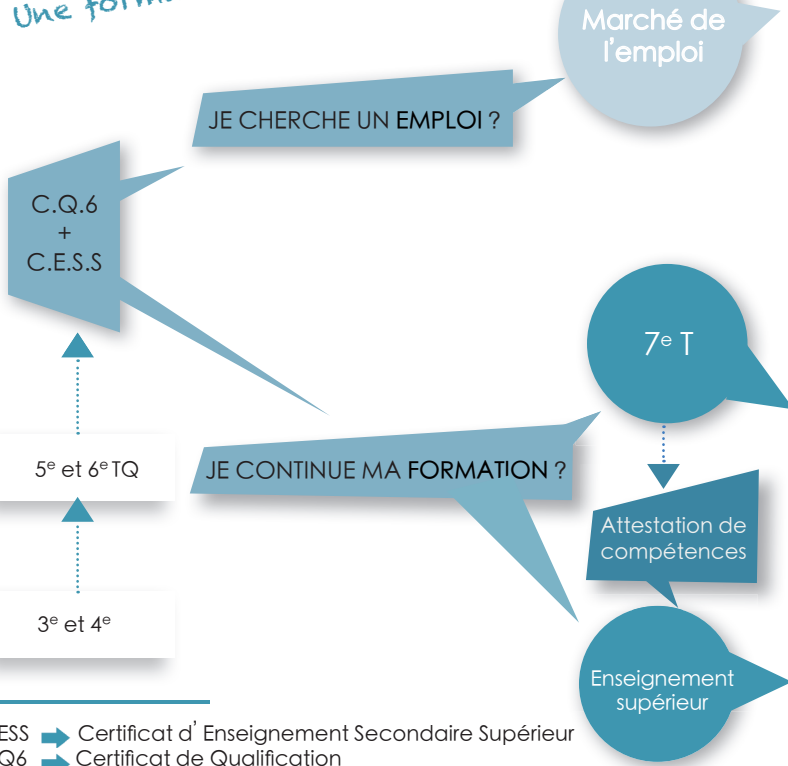 Une
Marché de
l'emploi
JE CHERCHE UN EMPLOI ?
C.Q.6
+
C.E.S.S
7e T
5e et 6e TQ
JE CONTINUE MA FORMATION ?
Attestation de
compétences
3e et 4e
Enseignement
supérieur
ESS ➡ Certificat d' Enseignement Secondaire Supérieur
Q6 ➡ Certificat de Qualification